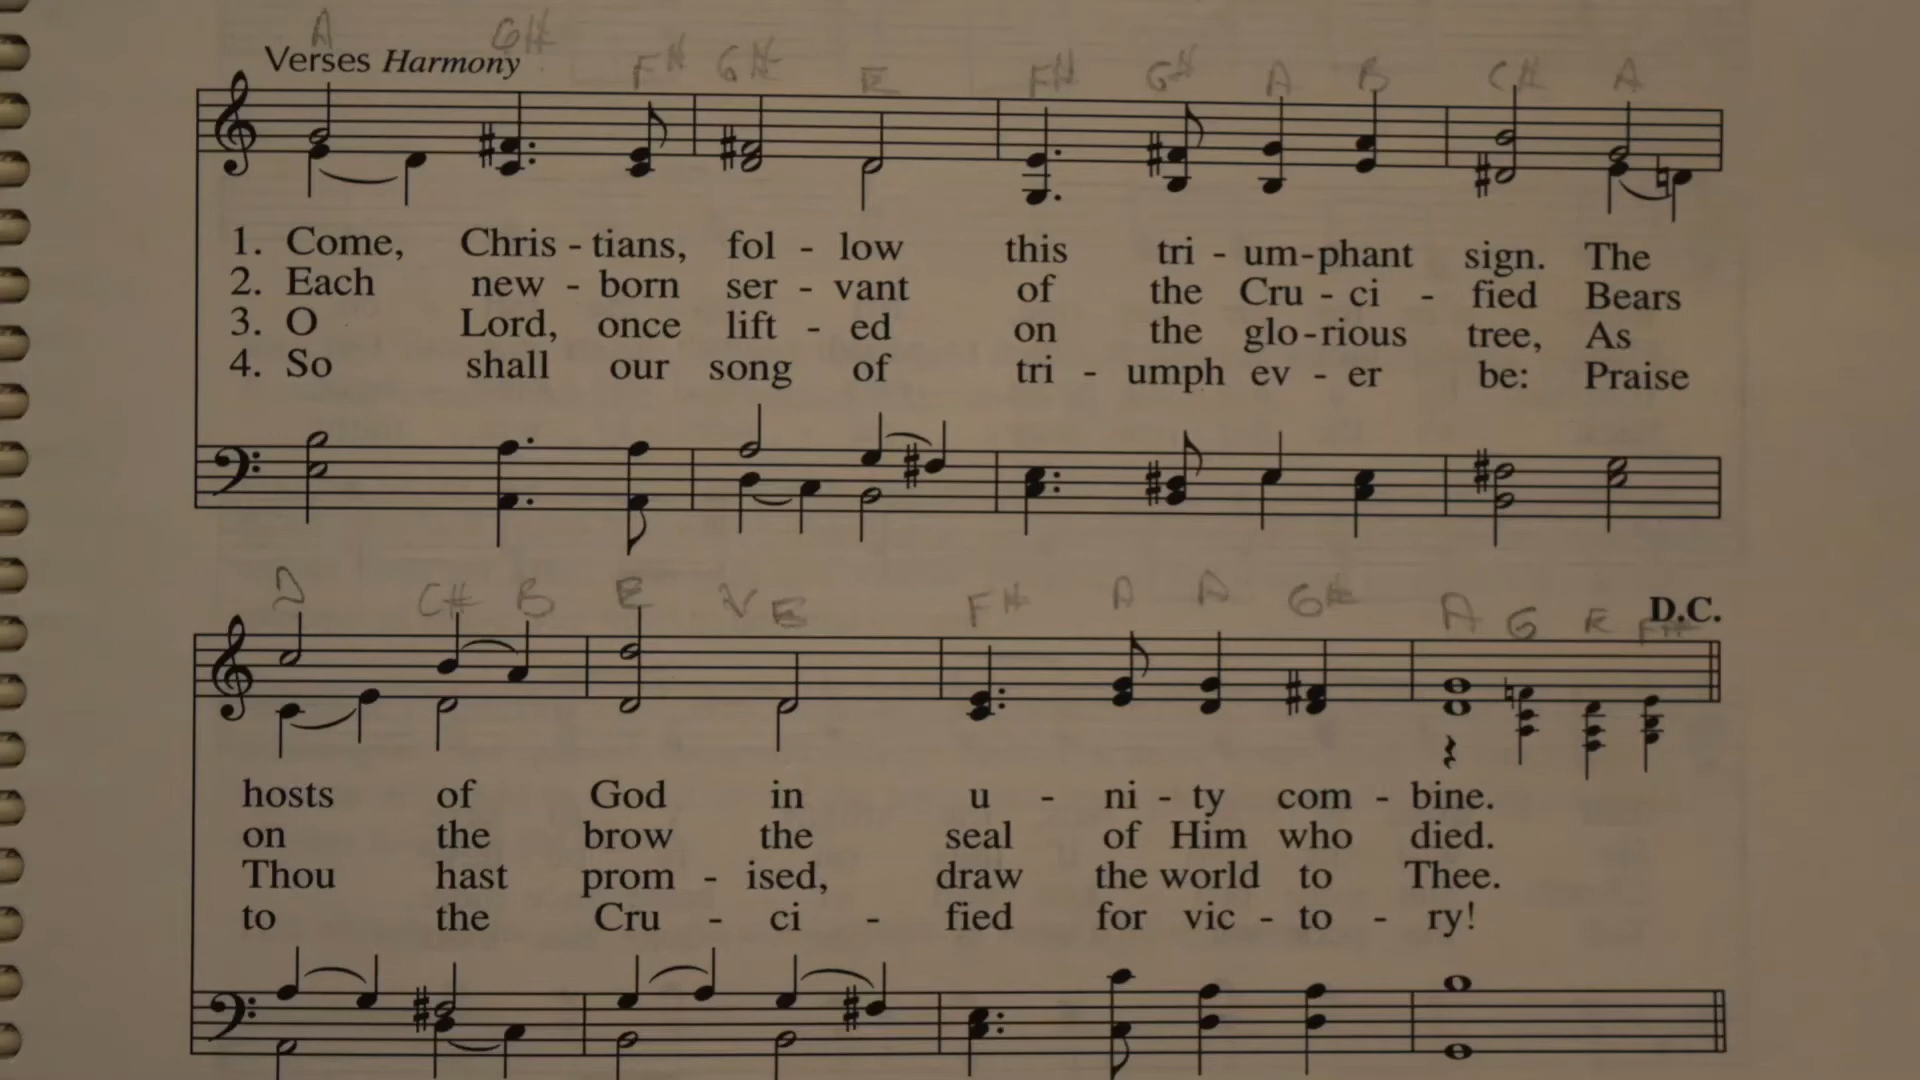 A G# F# G# E F# G# A B C# A
Verses Harmony
1. Come, Chris - tians, fol - low this tri - um-phant sign. The
2. Each new - born ser - vant of the Cru - ci - fied Bears
3. O Lord, once lift - ed on the glo-rious tree, As
4. So shall our song of tri - umph ev - er be: Praise
D C# B E V E F# A A G# A G E F#
D.C.
hosts of God in u - ni - ty com - bine.
on the brow the seal of Him who died.
Thou hast prom - ised, draw the world to Thee.
to the Cru - ci - fied for vic - to - ry!